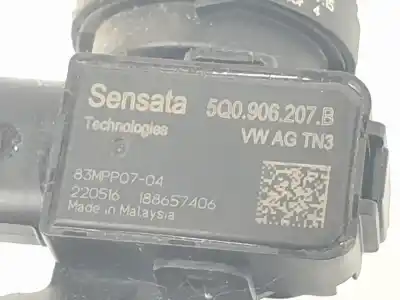 Sensata
Technologies
5Q0.906.207.B
VW AG TN3
83MPP07-04
220516 188657406
Made in Malaysia